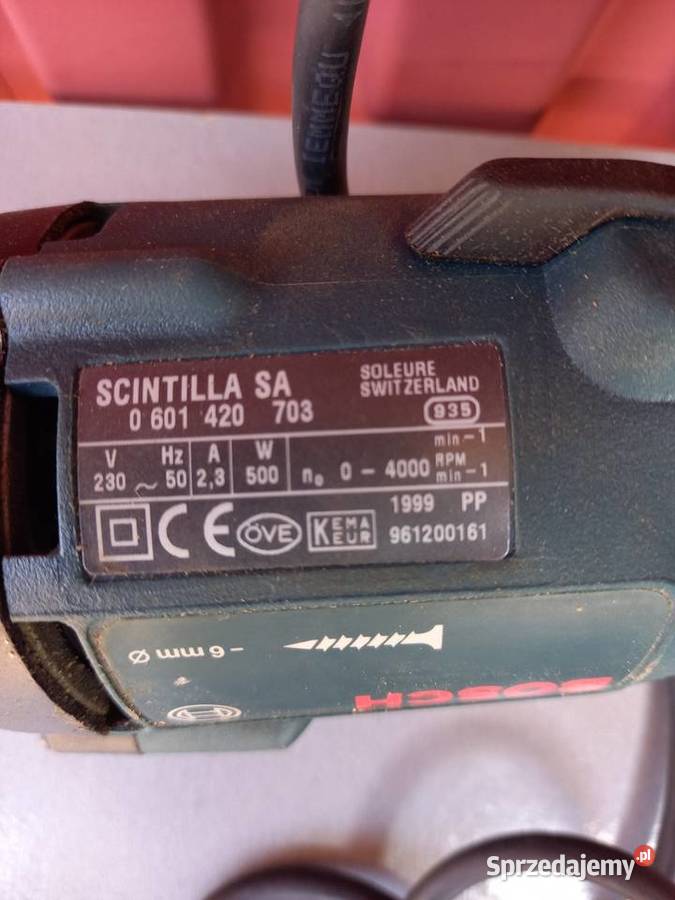 SCINTILLA SA
0 601 420 703
SOLEURE
SWITZERLAND
935
V Hz A W min-1
230 ~ 50 2,3 500 n₀ 0 - 4000 RPM
min-1
1999 PP
CE ÖVE KEMA EUR 961200161
- 6 mm Ø
BOSCH
Sprzedajemy.pl